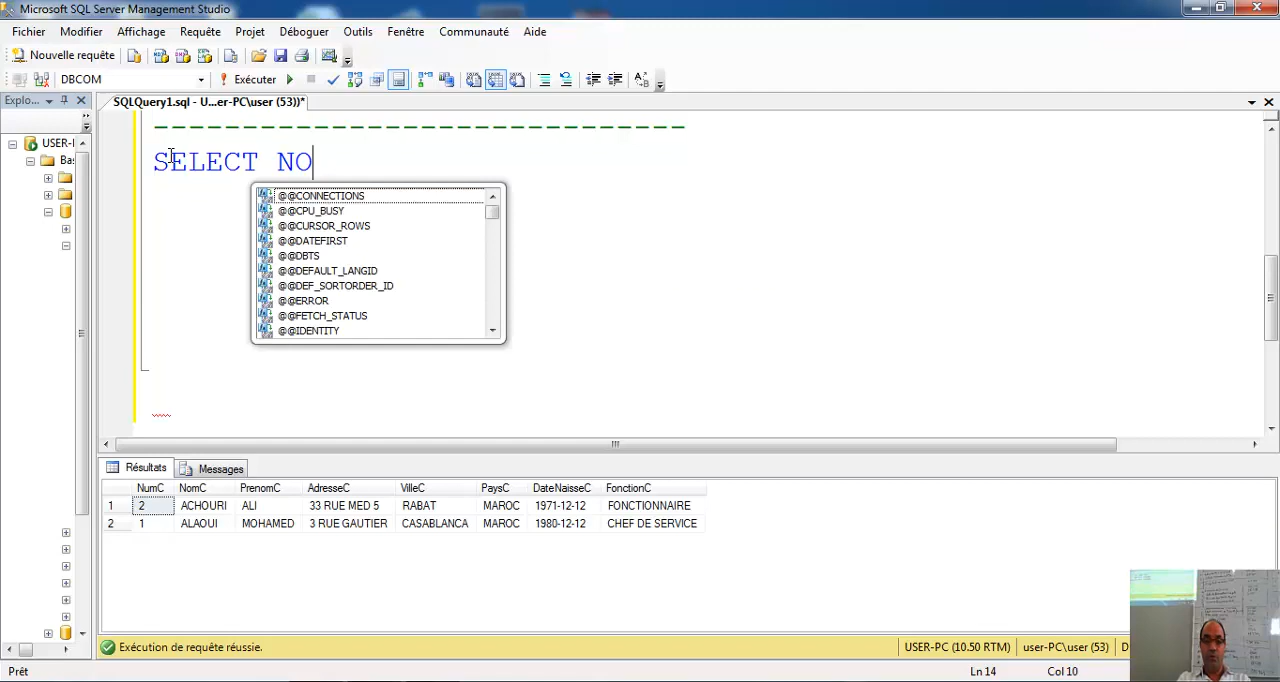 Microsoft SQL Server Management Studio
Fichier Modifier Affichage Requête Projet Déboguer Outils Fenêtre Communauté Aide
Nouvelle requête
DBCOM Exécuter
Explo...
SQLQuery1.sql - U...er-PC\user (53))*
USER-
Bas
------------------------------
SELECT NO
@@CONNECTIONS
@@CPU_BUSY
@@CURSOR_ROWS
@@DATEFIRST
@@DBTS
@@DEFAULT_LANGID
@@DEF_SORTORDER_ID
@@ERROR
@@FETCH_STATUS
@@IDENTITY
Résultats Messages
NumC NomC PrenomC AdresseC VilleC PaysC DateNaisseC FonctionC
1 2 ACHOURI ALI 33 RUE MED 5 RABAT MAROC 1971-12-12 FONCTIONNAIRE
2 1 ALAOUI MOHAMED 3 RUE GAUTIER CASABLANCA MAROC 1980-12-12 CHEF DE SERVICE
Exécution de requête réussie. USER-PC (10.50 RTM) user-PC\user (53) D
Prêt Ln 14 Col 10